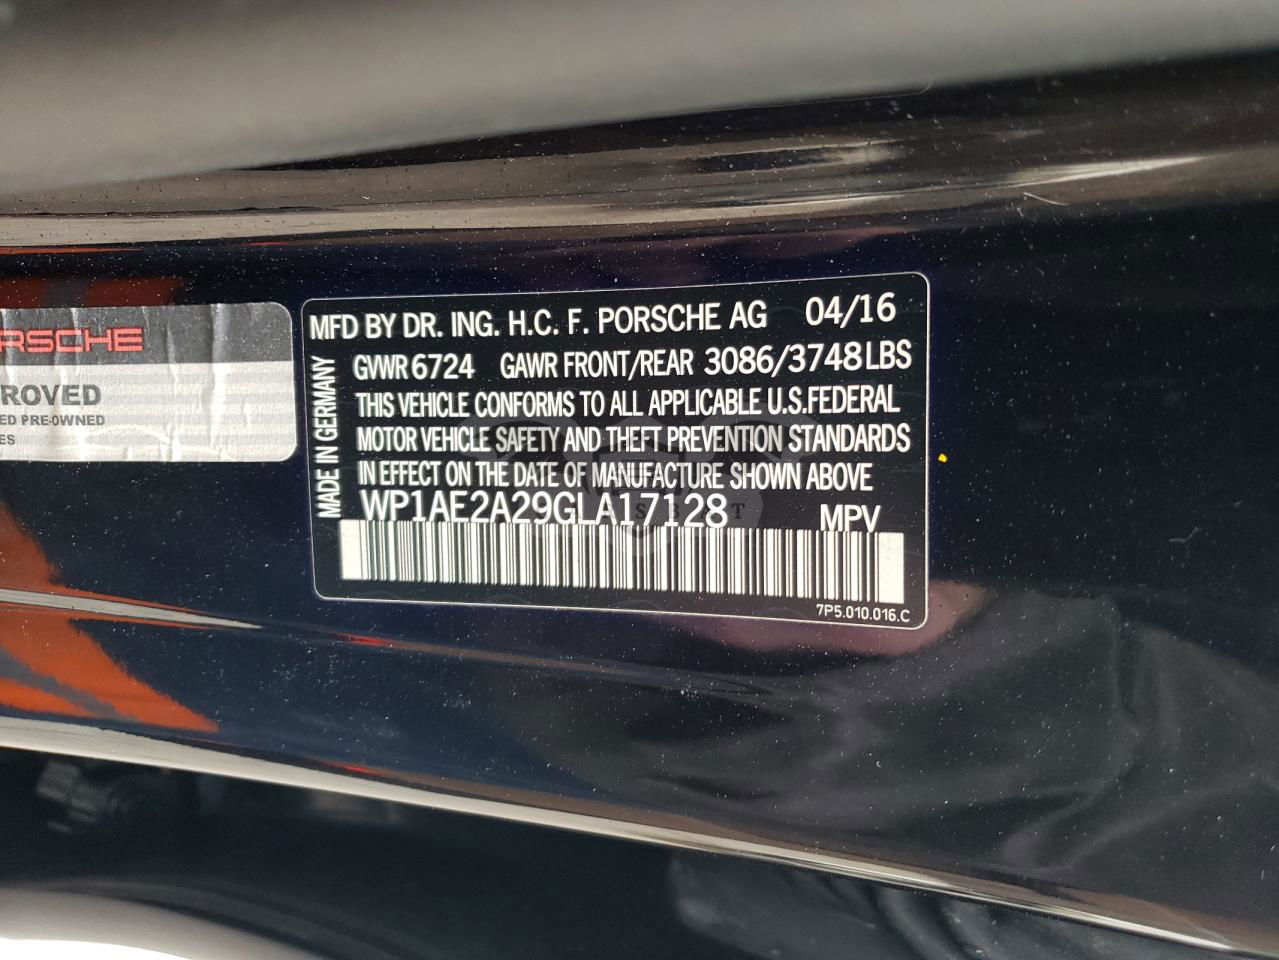 RSCHE
ROVED
ED PRE-OWNED
ES
MFD BY DR. ING. H.C. F. PORSCHE AG 04/16
MADE IN GERMANY
GVWR 6724 GAWR FRONT/REAR 3086/3748LBS
THIS VEHICLE CONFORMS TO ALL APPLICABLE U.S.FEDERAL
MOTOR VEHICLE SAFETY AND THEFT PREVENTION STANDARDS
IN EFFECT ON THE DATE OF MANUFACTURE SHOWN ABOVE
WP1AE2A29GLA17128 MPV
7P5.010.016.C